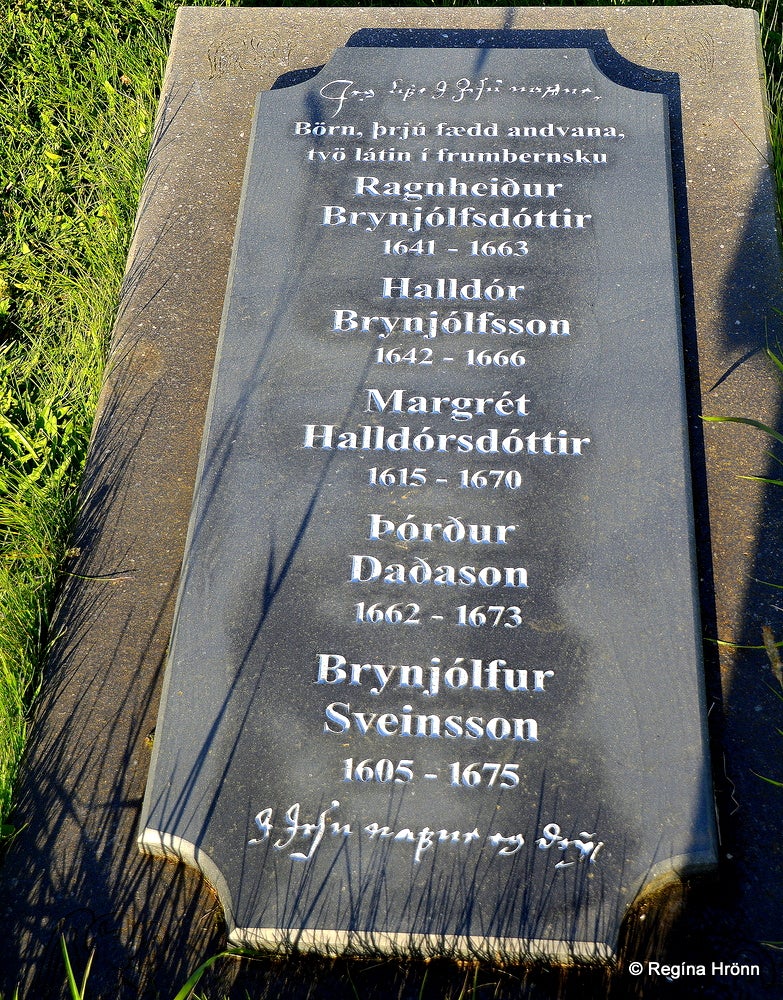 Börn, þrjú fædd andvana,
tvö látin í frumbernsku
Ragnheiður
Brynjólfsdóttir
1641 - 1663
Halldór
Brynjólfsson
1642 - 1666
Margrét
Halldórsdóttir
1615 - 1670
Þórður
Daðason
1662 - 1673
Brynjólfur
Sveinsson
1605 - 1675
© Regína Hrönn